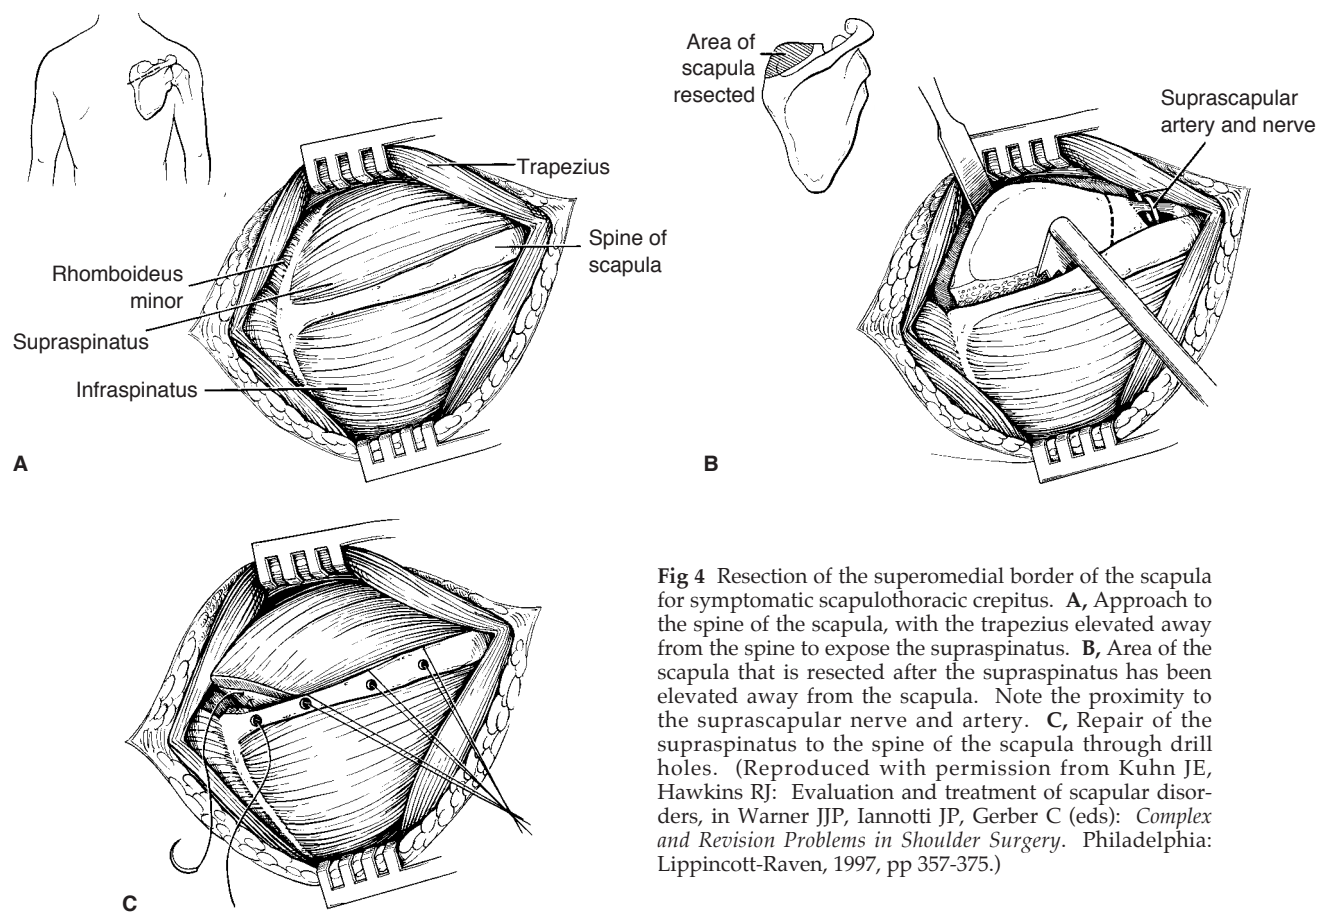 Trapezius
Spine of
scapula
Rhomboideus
minor
Supraspinatus
Infraspinatus
A
Area of
scapula
resected
Suprascapular
artery and nerve
B
C
Fig 4 Resection of the superomedial border of the scapula
for symptomatic scapulothoracic crepitus. A, Approach to
the spine of the scapula, with the trapezius elevated away
from the spine to expose the supraspinatus. B, Area of the
scapula that is resected after the supraspinatus has been
elevated away from the scapula. Note the proximity to
the suprascapular nerve and artery. C, Repair of the
supraspinatus to the spine of the scapula through drill
holes. (Reproduced with permission from Kuhn JE,
Hawkins RJ: Evaluation and treatment of scapular disor-
ders, in Warner JJP, Iannotti JP, Gerber C (eds): Complex
and Revision Problems in Shoulder Surgery. Philadelphia:
Lippincott-Raven, 1997, pp 357-375.)